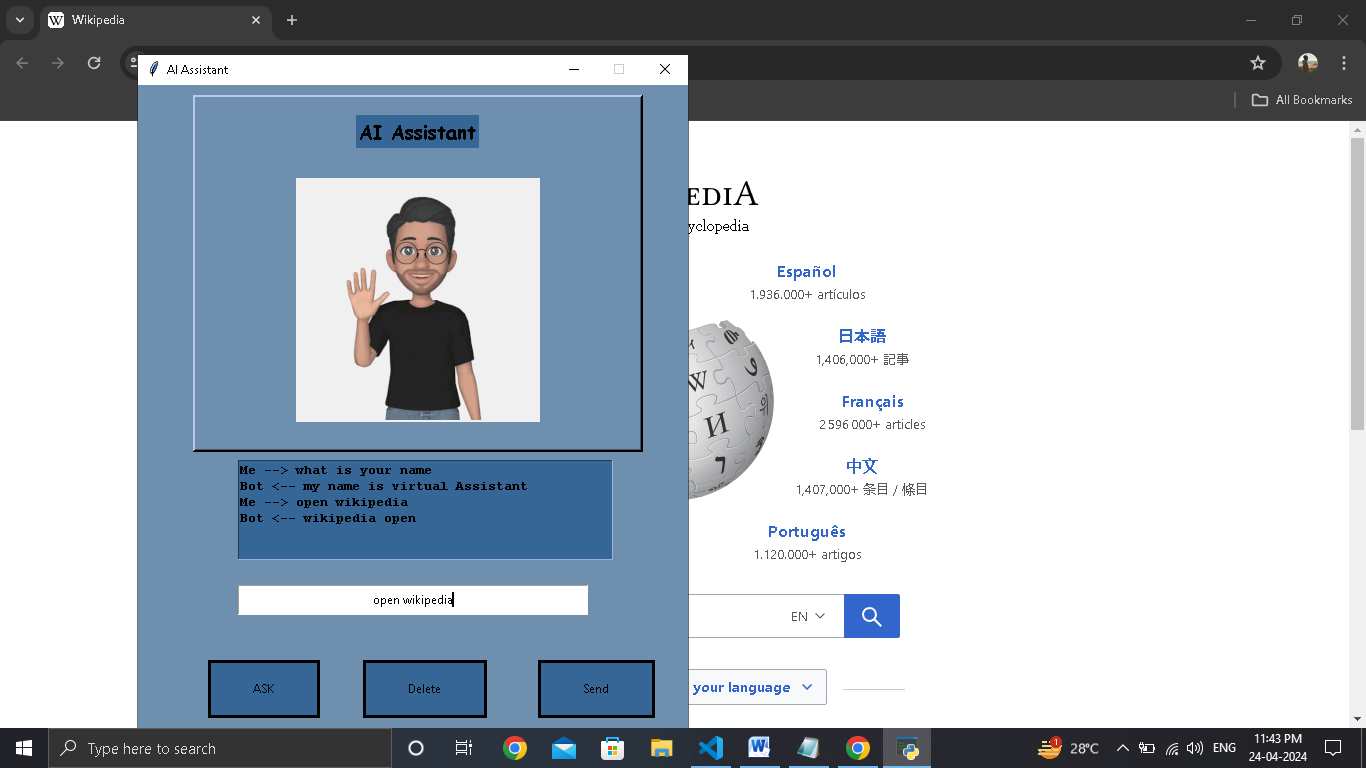 Wikipedia
AI Assistant
All Bookmarks
AI Assistant
EDIA
yclopedia
Español
1.936.000+ artículos
日本語
1,406,000+ 記事
Français
2 596 000+ articles
中文
1,407,000+ 条目 / 條目
Português
1.120.000+ artigos
Me --> what is your name
Bot <-- my name is virtual Assistant
Me --> open wikipedia
Bot <-- wikipedia open
open wikipedia
EN
ASK
Delete
Send
your language
Type here to search
1
28°C
ENG
11:43 PM
24-04-2024